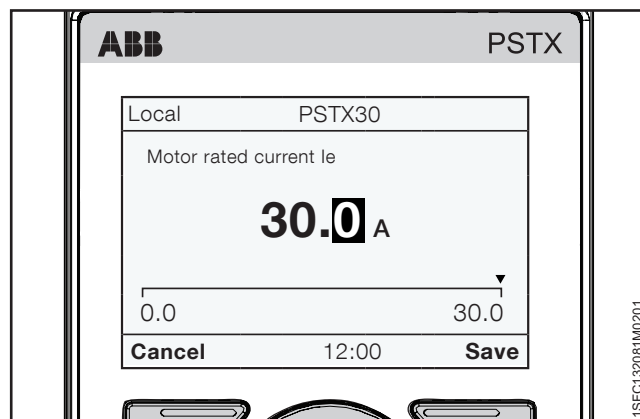 ABB PSTX
Local PSTX30
Motor rated current Ie
30.0 A
0.0 30.0
Cancel 12:00 Save
1SFC132081M0201